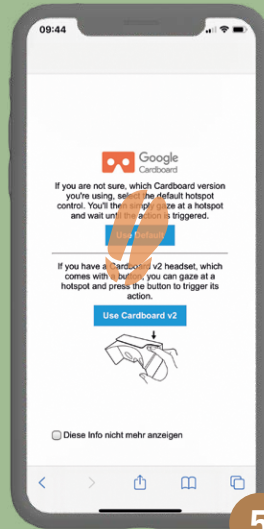 09:44
Google
Cardboard
If you are not sure, which Cardboard version
you're using, select the default hotspot
control. You'll then simply gaze at a hotspot
and wait until the action is triggered.
Use Default
If you have a Cardboard v2 headset, which
comes with a button, you can gaze at a
hotspot and press the button to trigger its
action.
Use Cardboard v2
Diese Info nicht mehr anzeigen
5